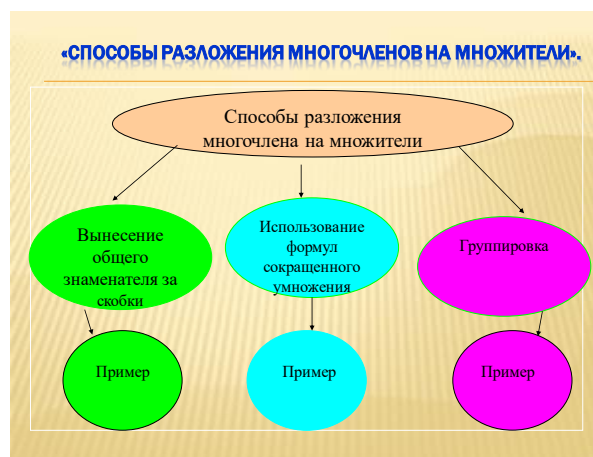 «СПОСОБЫ РАЗЛОЖЕНИЯ МНОГОЧЛЕНОВ НА МНОЖИТЕЛИ».
Способы разложения
многочлена на множители
Вынесение
общего
знаменателя за
скобки
Использование
формул
сокращенного
умножения
Группировка
Пример
Пример
Пример